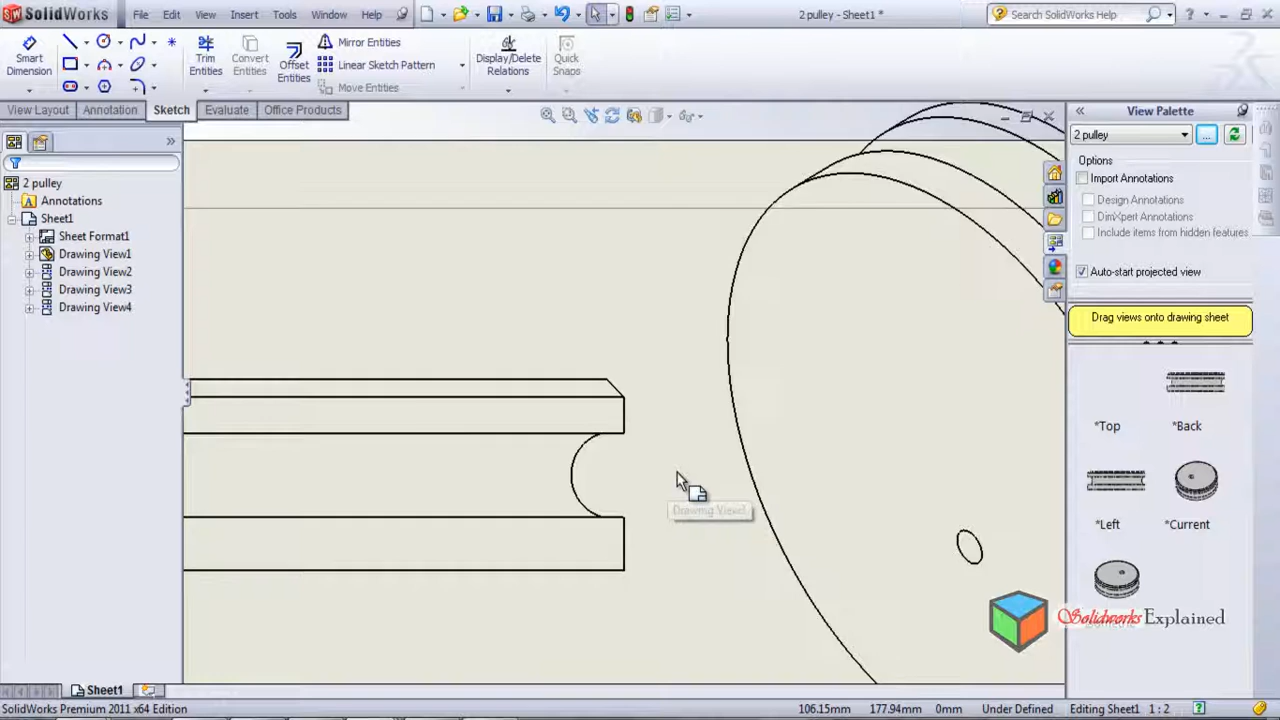 SolidWorks File Edit View Insert Tools Window Help 2 pulley - Sheet1 * Search SolidWorks Help
Smart Dimension
Trim Entities
Convert Entities
Offset Entities
Mirror Entities
Linear Sketch Pattern
Move Entities
Display/Delete Relations
Quick Snaps
View Layout Annotation Sketch Evaluate Office Products
2 pulley
Annotations
Sheet1
Sheet Format1
Drawing View1
Drawing View2
Drawing View3
Drawing View4
View Palette
2 pulley
Options
Import Annotations
Design Annotations
DimXpert Annotations
Include items from hidden features
Auto-start projected view
Drag views onto drawing sheet
*Top *Back
*Left *Current
Solidworks Explained
Sheet1
SolidWorks Premium 2011 x64 Edition 106.15mm 177.94mm 0mm Under Defined Editing Sheet1 1 : 2